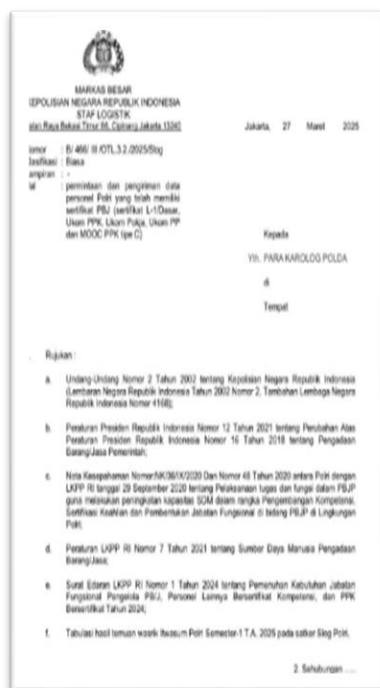 MARKAS BESAR
KEPOLISIAN NEGARA REPUBLIK INDONESIA
STAF LOGISTIK
Jalan Raya Bekasi Timur 86, Cipinang Jakarta 13240
Jakarta, 27 Maret 2025
Nomor : B/ 466/ III /OTL.3.2./2025/Slog
lasifikasi : Biasa
ampiran : -
al : permintaan dan pengiriman data
personel Polri yang telah memiliki
sertifikat PBJ (sertifikat L-1/Dasar,
Ukom PPK, Ukom Pokja, Ukom PP
dan MOOC PPK tipe C)
Kepada
Yth. PARA KAROLOG POLDA
di
Tempat
Rujukan :
a. Undang-Undang Nomor 2 Tahun 2002 tentang Kepolisian Negara Republik Indonesia
(Lembaran Negara Republik Indonesia Tahun 2002 Nomor 2, Tambahan Lembaga Negara
Republik Indonesia Nomor 4168);
b. Peraturan Presiden Republik Indonesia Nomor 12 Tahun 2021 tentang Perubahan Atas
Peraturan Presiden Republik Indonesia Nomor 16 Tahun 2018 tentang Pengadaan
Barang/Jasa Pemerintah;
c. Nota Kesepahaman Nomor:NK/38/IX/2020 Dan Nomor 48 Tahun 2020 antara Polri dengan
LKPP RI tanggal 29 September 2020 tentang Pelaksanaan tugas dan fungsi dalam PBJP
guna melakukan peningkatan kapasitas SDM dalam rangka Pengembangan Kompetensi,
Sertifikasi Keahlian dan Pembentukan Jabatan Fungsional di bidang PBJP di Lingkungan
Polri;
d. Peraturan LKPP RI Nomor 7 Tahun 2021 tentang Sumber Daya Manusia Pengadaan
Barang/Jasa;
e. Surat Edaran LKPP RI Nomor 1 Tahun 2024 tentang Pemenuhan Kebutuhan Jabatan
Fungsional Pengelola PBJ, Personel Lainnya Bersertifikat Kompetensi, dan PPK
Bersertifikat Tahun 2024;
f. Tabulasi hasil temuan wasrik Itwasum Polri Semester-1 T.A. 2025 pada satker Slog Polri.
2. Sehubungan .....